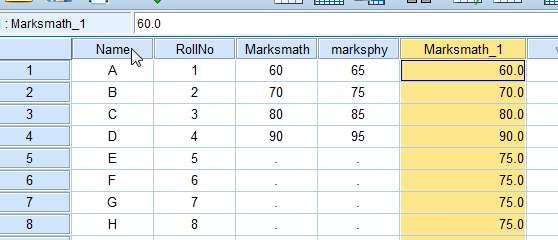 : Marksmath_1 60.0
Name RollNo Marksmath marksphy Marksmath_1
1 A 1 60 65 60.0
2 B 2 70 75 70.0
3 C 3 80 85 80.0
4 D 4 90 95 90.0
5 E 5 . . 75.0
6 F 6 . . 75.0
7 G 7 . . 75.0
8 H 8 . . 75.0